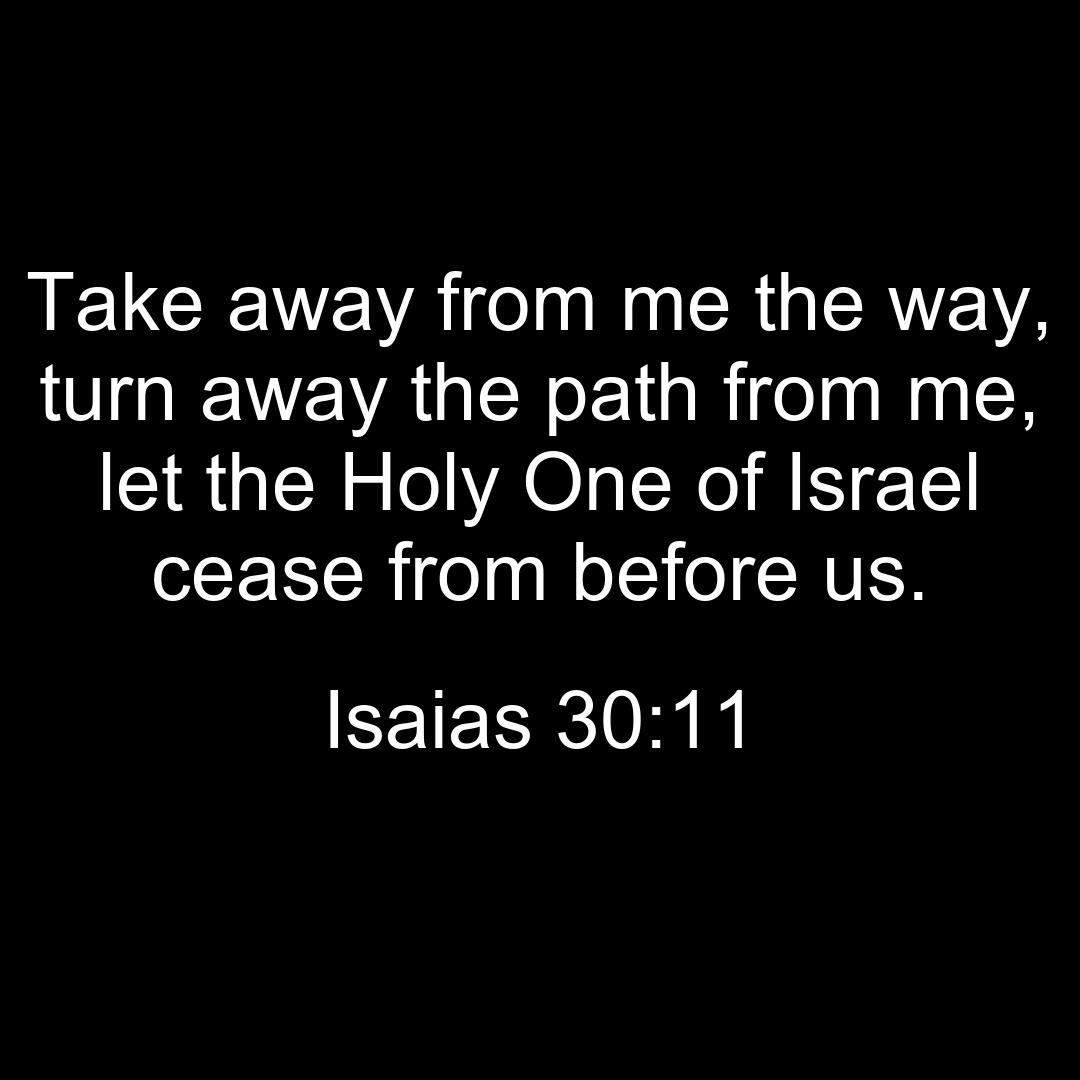 Take away from me the way,
turn away the path from me,
let the Holy One of Israel
cease from before us.
Isaias 30:11